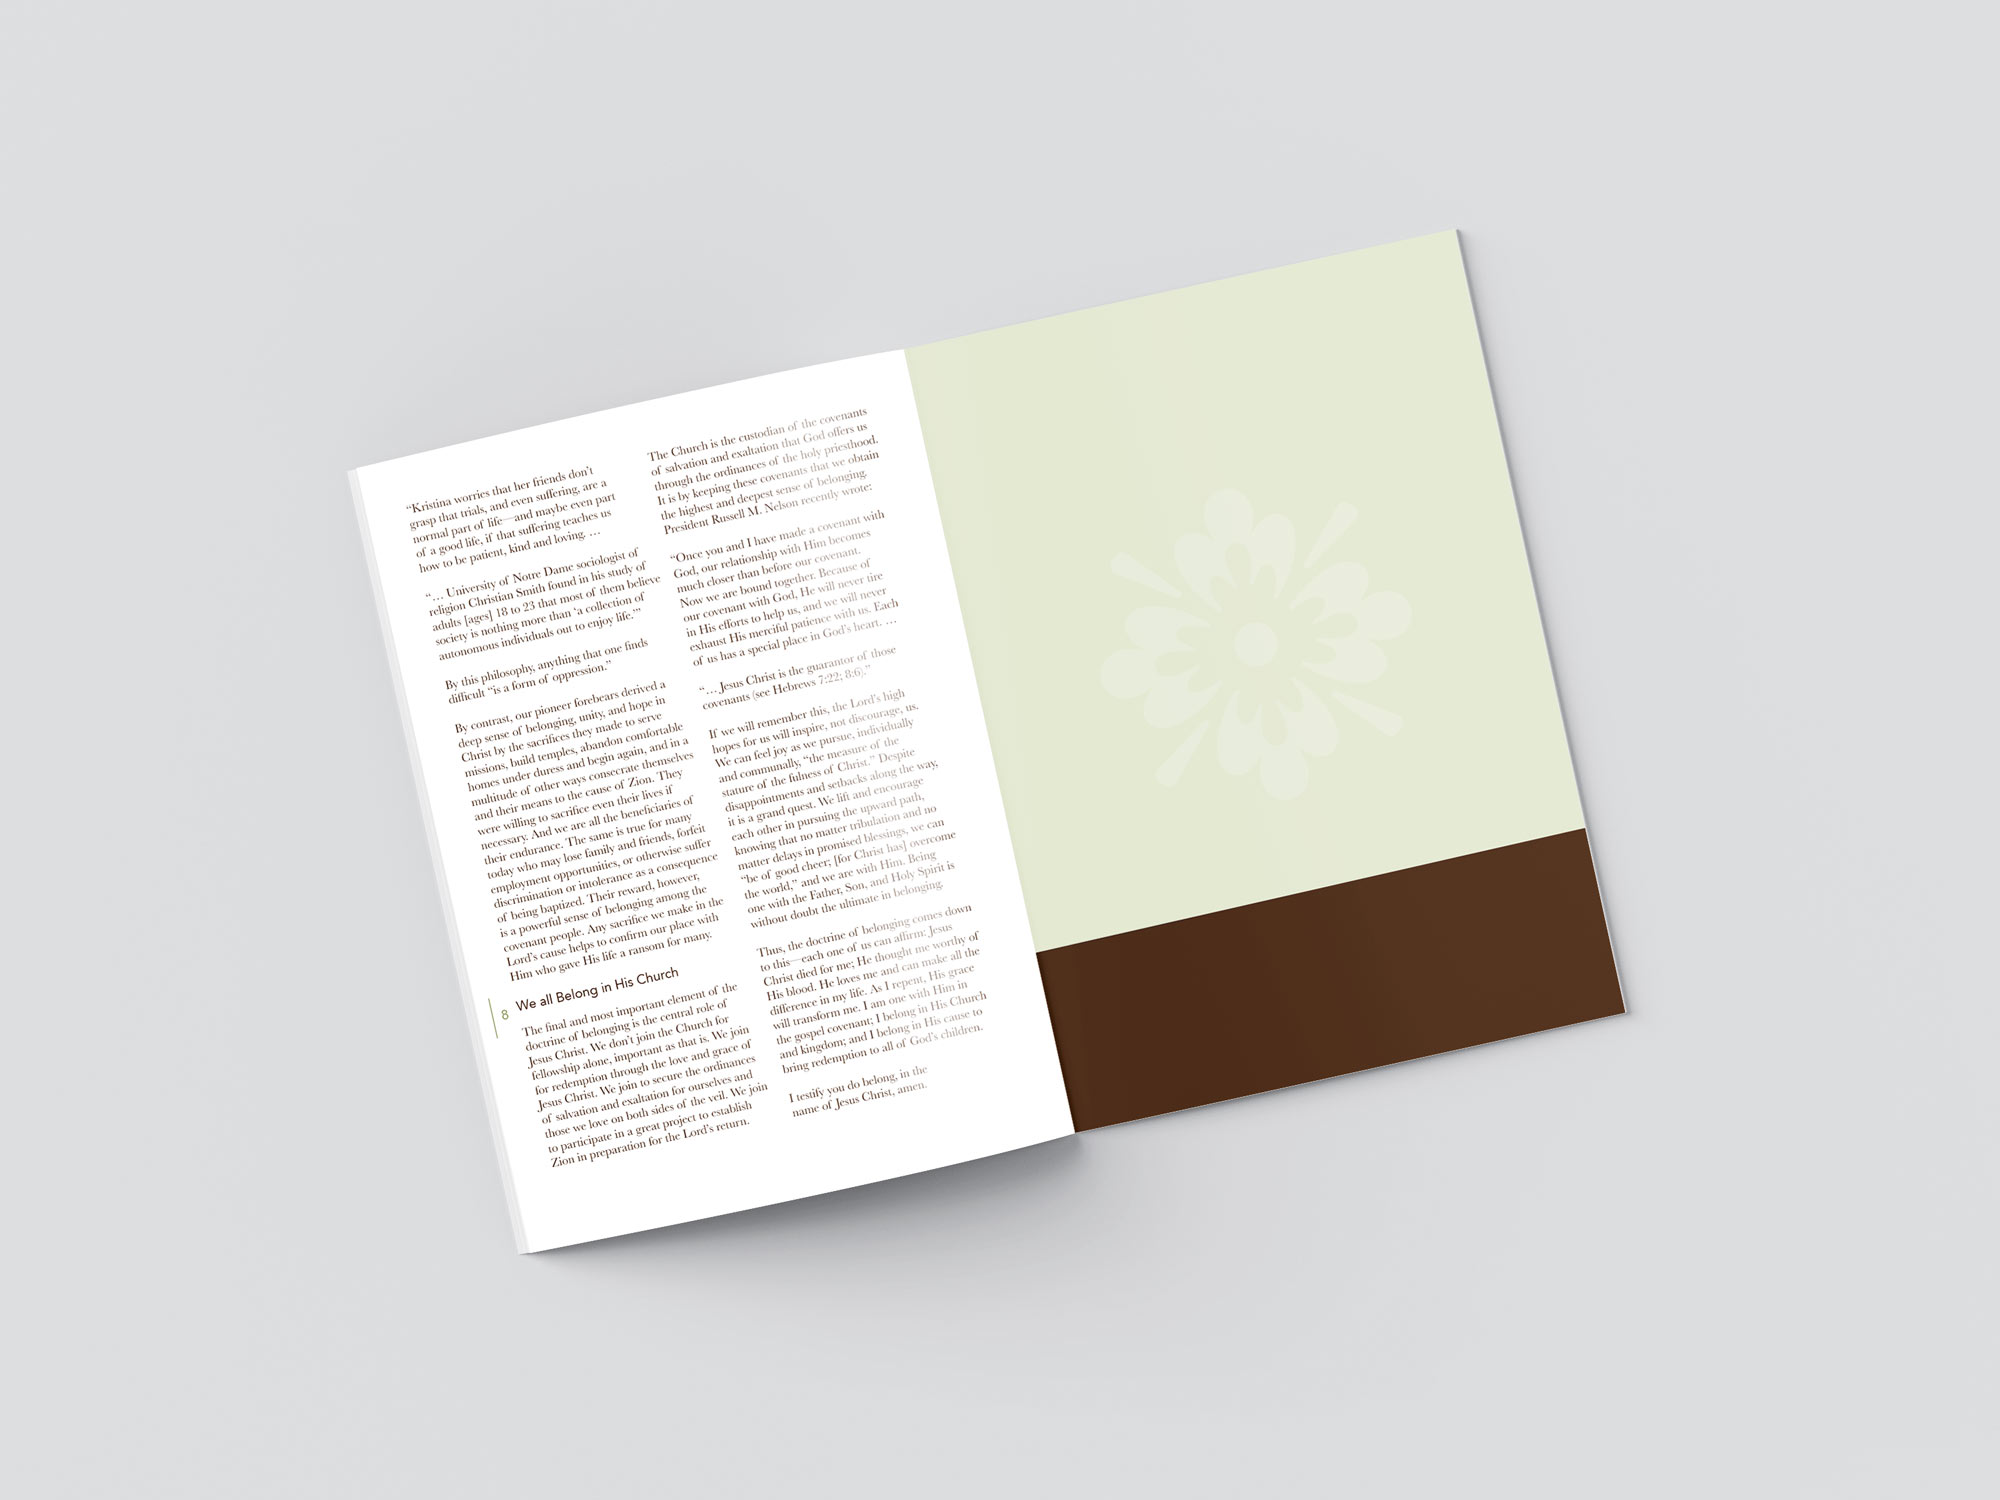 “Kristina worries that her friends don’t
grasp that trials, and even suffering, are a
normal part of life—and maybe even part
of a good life, if that suffering teaches us
how to be patient, kind and loving. …
“… University of Notre Dame sociologist of
religion Christian Smith found in his study of
adults [ages] 18 to 23 that most of them believe
society is nothing more than ‘a collection of
autonomous individuals out to enjoy life.’”
By this philosophy, anything that one finds
difficult “is a form of oppression.”
By contrast, our pioneer forebears derived a
deep sense of belonging, unity, and hope in
Christ by the sacrifices they made to serve
missions, build temples, abandon comfortable
homes under duress and begin again, and in a
multitude of other ways consecrate themselves
and their means to the cause of Zion. They
were willing to sacrifice even their lives if
necessary. And we are all the beneficiaries of
their endurance. The same is true for many
today who may lose family and friends, forfeit
employment opportunities, or otherwise suffer
discrimination or intolerance as a consequence
of being baptized. Their reward, however,
is a powerful sense of belonging among the
covenant people. Any sacrifice we make in the
Lord’s cause helps to confirm our place with
Him who gave His life a ransom for many.
We all Belong in His Church
8
The final and most important element of the
doctrine of belonging is the central role of
Jesus Christ. We don’t join the Church for
fellowship alone, important as that is. We join
for redemption through the love and grace of
Jesus Christ. We join to secure the ordinances
of salvation and exaltation for ourselves and
those we love on both sides of the veil. We join
to participate in a great project to establish
Zion in preparation for the Lord’s return.
The Church is the custodian of the covenants
of salvation and exaltation that God offers us
through the ordinances of the holy priesthood.
It is by keeping these covenants that we obtain
the highest and deepest sense of belonging.
President Russell M. Nelson recently wrote:
“Once you and I have made a covenant with
God, our relationship with Him becomes
much closer than before our covenant.
Now we are bound together. Because of
our covenant with God, He will never tire
in His efforts to help us, and we will never
exhaust His merciful patience with us. Each
of us has a special place in God’s heart. …
“… Jesus Christ is the guarantor of those
covenants (see Hebrews 7:22; 8:6).”
If we will remember this, the Lord’s high
hopes for us will inspire, not discourage, us.
We can feel joy as we pursue, individually
and communally, “the measure of the
stature of the fulness of Christ.” Despite
disappointments and setbacks along the way,
it is a grand quest. We lift and encourage
each other in pursuing the upward path,
knowing that no matter tribulation and no
matter delays in promised blessings, we can
“be of good cheer; [for Christ has] overcome
the world,” and we are with Him. Being
one with the Father, Son, and Holy Spirit is
without doubt the ultimate in belonging.
Thus, the doctrine of belonging comes down
to this—each one of us can affirm: Jesus
Christ died for me; He thought me worthy of
His blood. He loves me and can make all the
difference in my life. As I repent, His grace
will transform me. I am one with Him in
the gospel covenant; I belong in His Church
and kingdom; and I belong in His cause to
bring redemption to all of God’s children.
I testify you do belong, in the
name of Jesus Christ, amen.